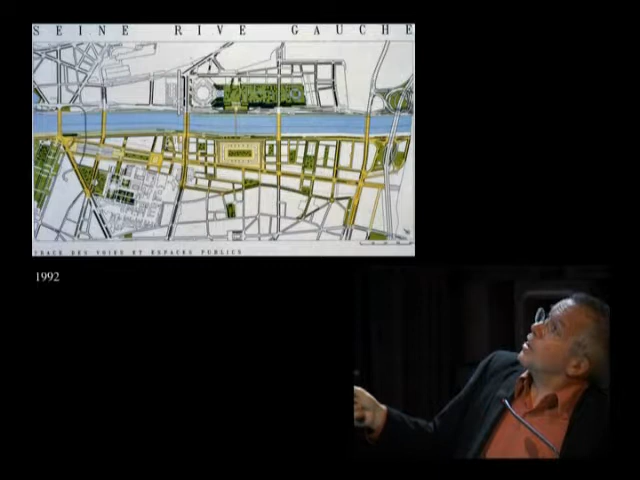 SEINE RIVE GAUCHE
TRACE DES VOIES ET ESPACES PUBLICS
1992